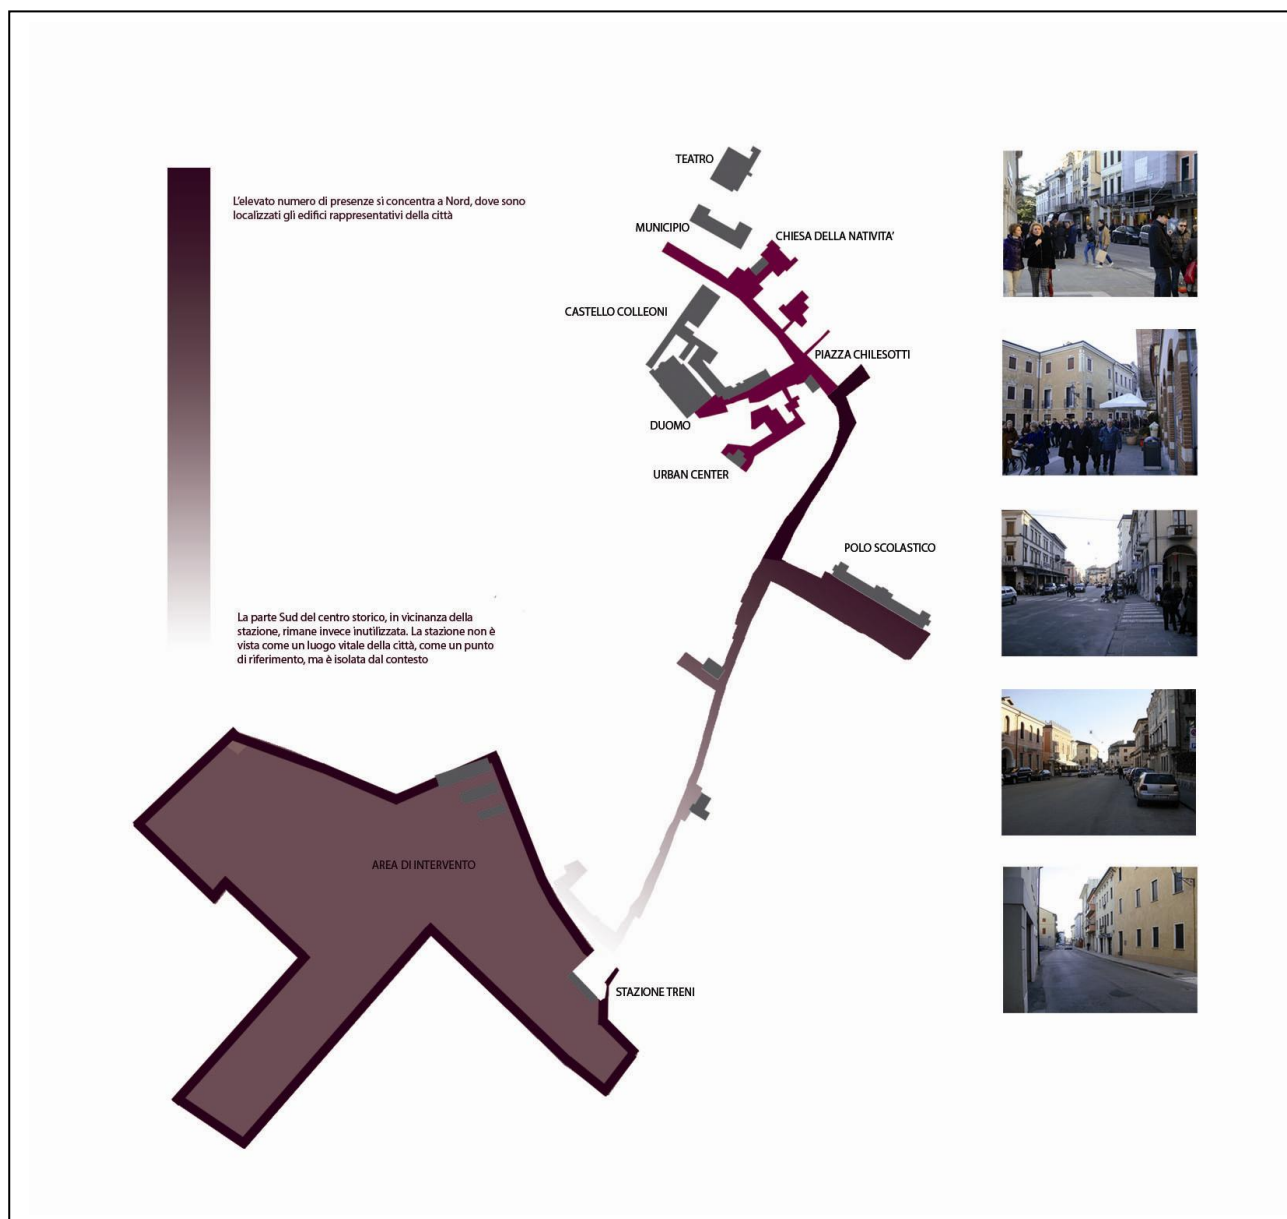 TEATRO
L'elevato numero di presenze si concentra a Nord, dove sono
localizzati gli edifici rappresentativi della città
MUNICIPIO
CHIESA DELLA NATIVITA'
CASTELLO COLLEONI
PIAZZA CHILESOTTI
DUOMO
URBAN CENTER
POLO SCOLASTICO
La parte Sud del centro storico, in vicinanza della
stazione, rimane invece inutilizzata. La stazione non è
vista come un luogo vitale della città, come un punto
di riferimento, ma è isolata dal contesto
AREA DI INTERVENTO
STAZIONE TRENI